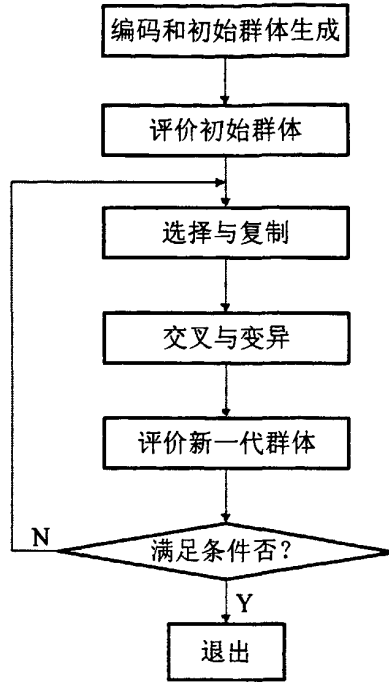 编码和初始群体生成
评价初始群体
选择与复制
交叉与变异
评价新一代群体
满足条件否？
N
Y
退出